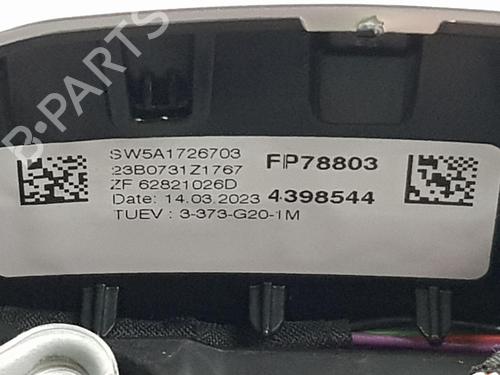 SW5A1726703
23B0731Z1767
ZF 62821026D
Date: 14.03.2023
TUEV : 3-373-G20-1M
FP78803
4398544
B-PARTS